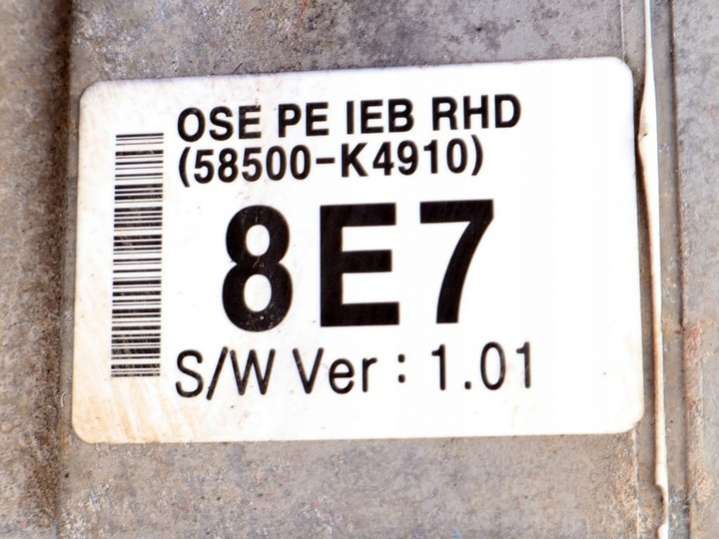 OSE PE IEB RHD
(58500-K4910)
8E7
S/W Ver : 1.01